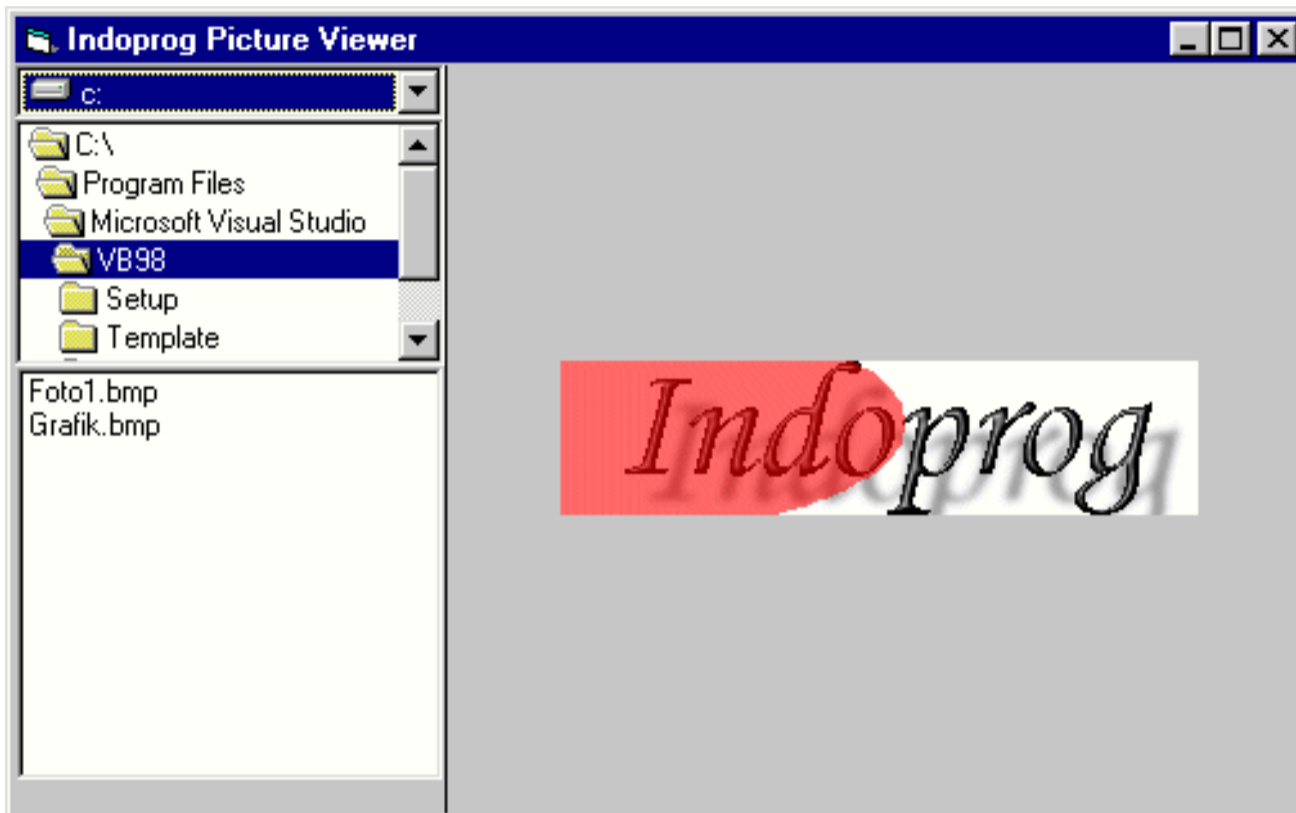 Indoprog Picture Viewer
c:
C:\
Program Files
Microsoft Visual Studio
VB98
Setup
Template
Foto1.bmp
Grafik.bmp
Indoprog